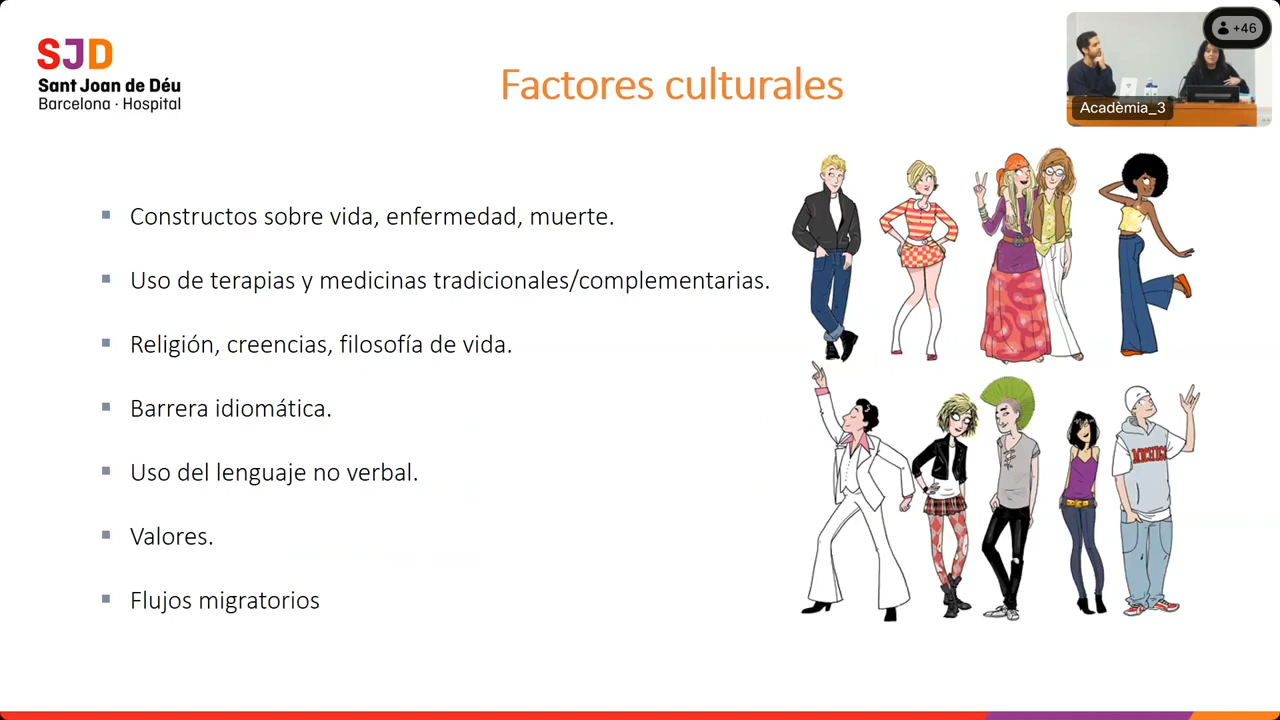 SJD
Sant Joan de Déu
Barcelona · Hospital
Factores culturales
+46
Acadèmia_3
▪ Constructos sobre vida, enfermedad, muerte.
▪ Uso de terapias y medicinas tradicionales/complementarias.
▪ Religión, creencias, filosofía de vida.
▪ Barrera idiomática.
▪ Uso del lenguaje no verbal.
▪ Valores.
▪ Flujos migratorios